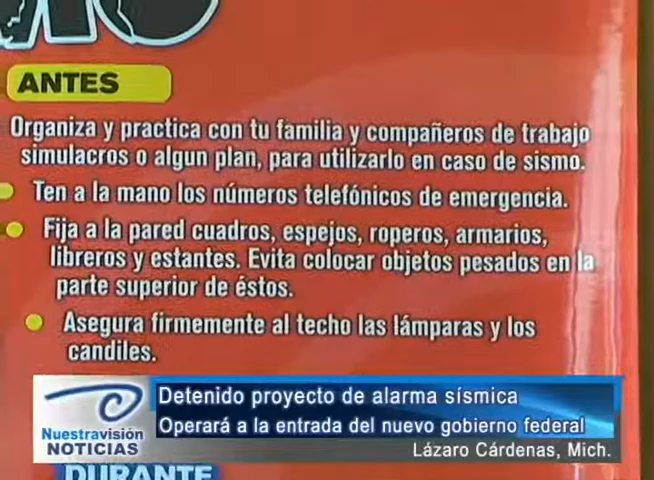 ANTES
Organiza y practica con tu familia y compañeros de trabajo
simulacros o algun plan, para utilizarlo en caso de sismo.
Ten a la mano los números telefónicos de emergencia.
Fija a la pared cuadros, espejos, roperos, armarios,
libreros y estantes. Evita colocar objetos pesados en la
parte superior de éstos.
Asegura firmemente al techo las lámparas y los
candiles.
Detenido proyecto de alarma sísmica
Operará a la entrada del nuevo gobierno federal
Nuestravisión
NOTICIAS
Lázaro Cárdenas, Mich.
DURANTE